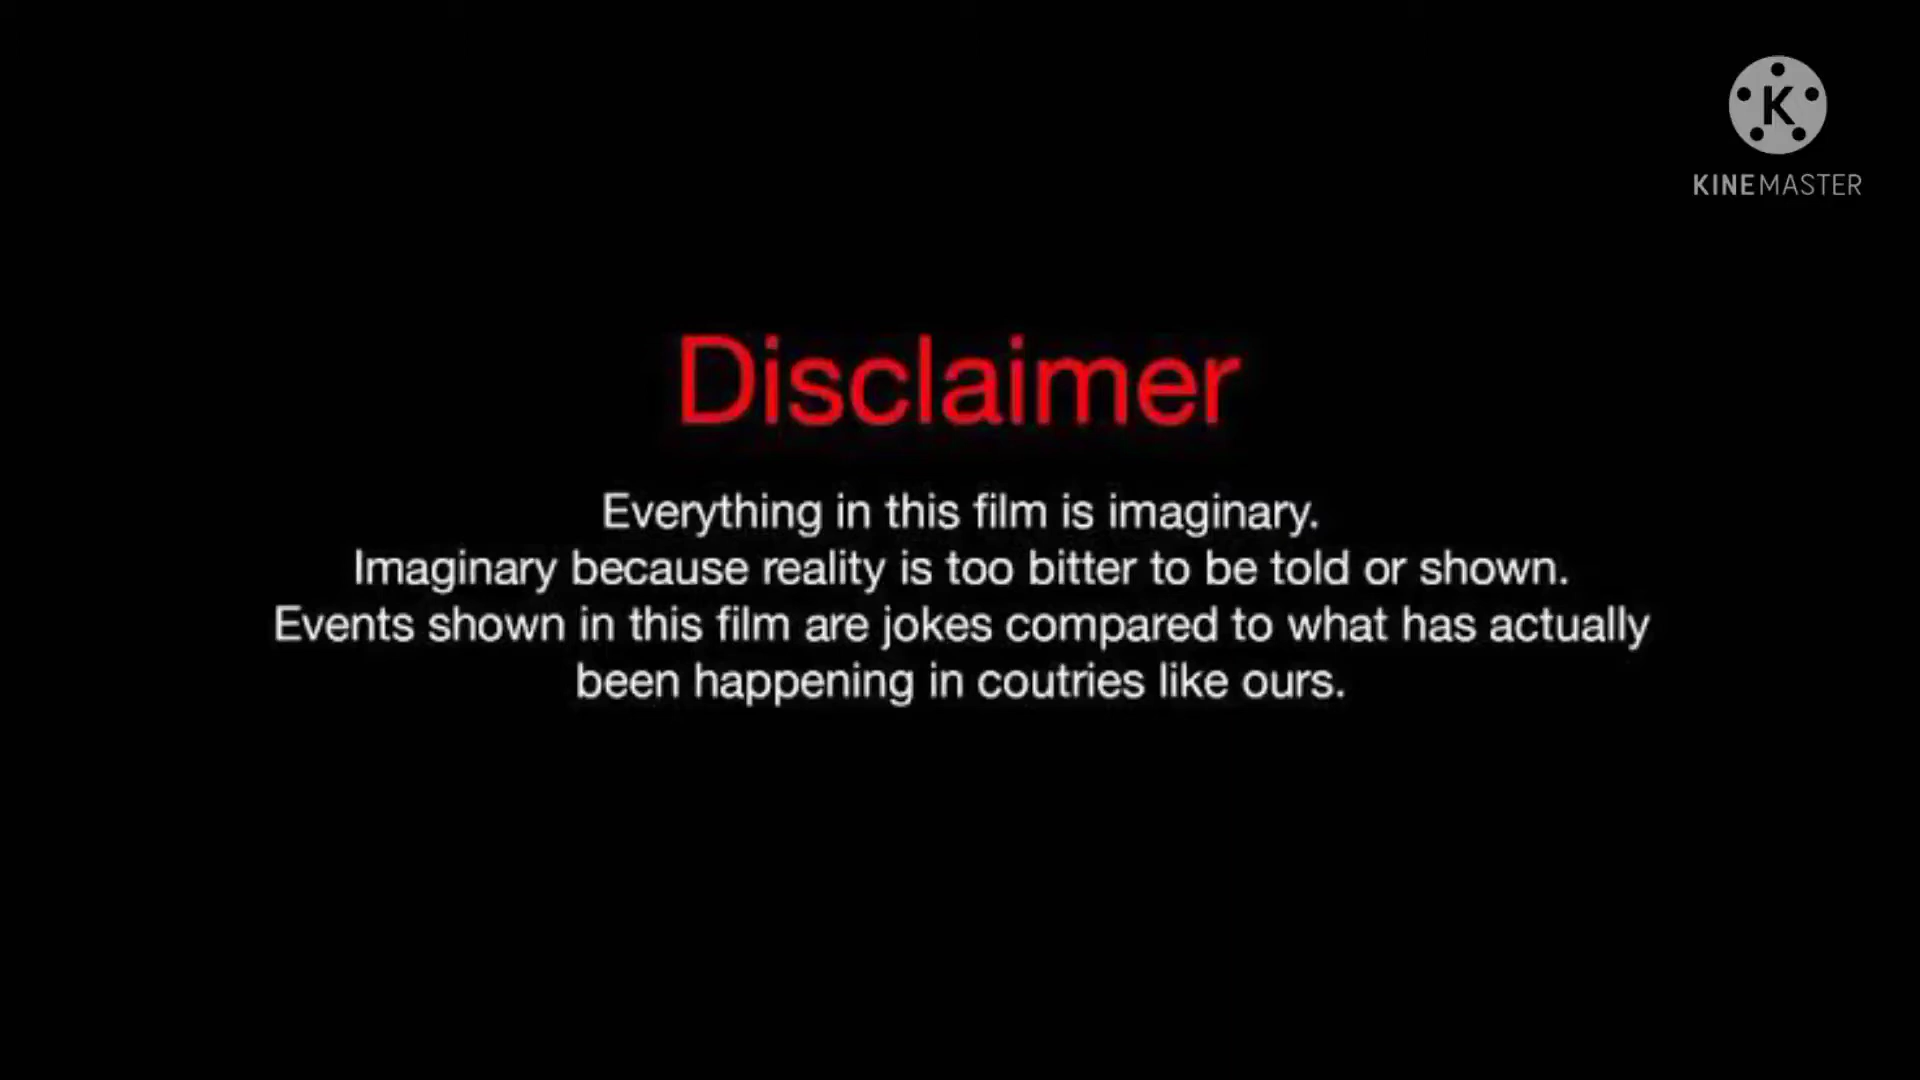 K
KINEMASTER
Disclaimer
Everything in this film is imaginary.
Imaginary because reality is too bitter to be told or shown.
Events shown in this film are jokes compared to what has actually
been happening in coutries like ours.